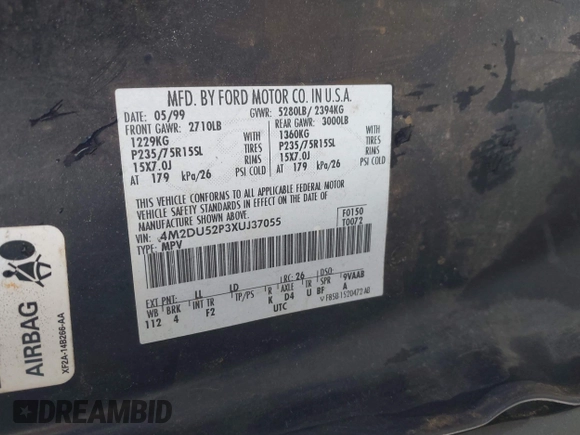 MFD. BY FORD MOTOR CO. IN U.S.A.
DATE: 05/99 GVWR: 5280LB/ 2394KG
FRONT GAWR: 2710LB REAR GAWR: 3000LB
1229KG WITH 1360KG WITH
P235/75R15SL TIRES P235/75R15SL TIRES
15X7.0J RIMS 15X7.0J RIMS
AT 179 kPa/26 PSI COLD AT 179 kPa/26 PSI COLD
THIS VEHICLE CONFORMS TO ALL APPLICABLE FEDERAL MOTOR
VEHICLE SAFETY STANDARDS IN EFFECT ON THE DATE OF
MANUFACTURE SHOWN ABOVE.
VIN: 4M2DU52P3XUJ37055 F0150
TYPE: MPV T0072
EXT PNT: LL LD RC: 26 DSO:
WB BRK INT TR TP/PS R AXLE TR SPR 9VAAB
112 4 F2 K D4 U BF A
UTC
V F85B 1520472 AB
AIRBAG
XF2A-14B266-AA
DREAMBID